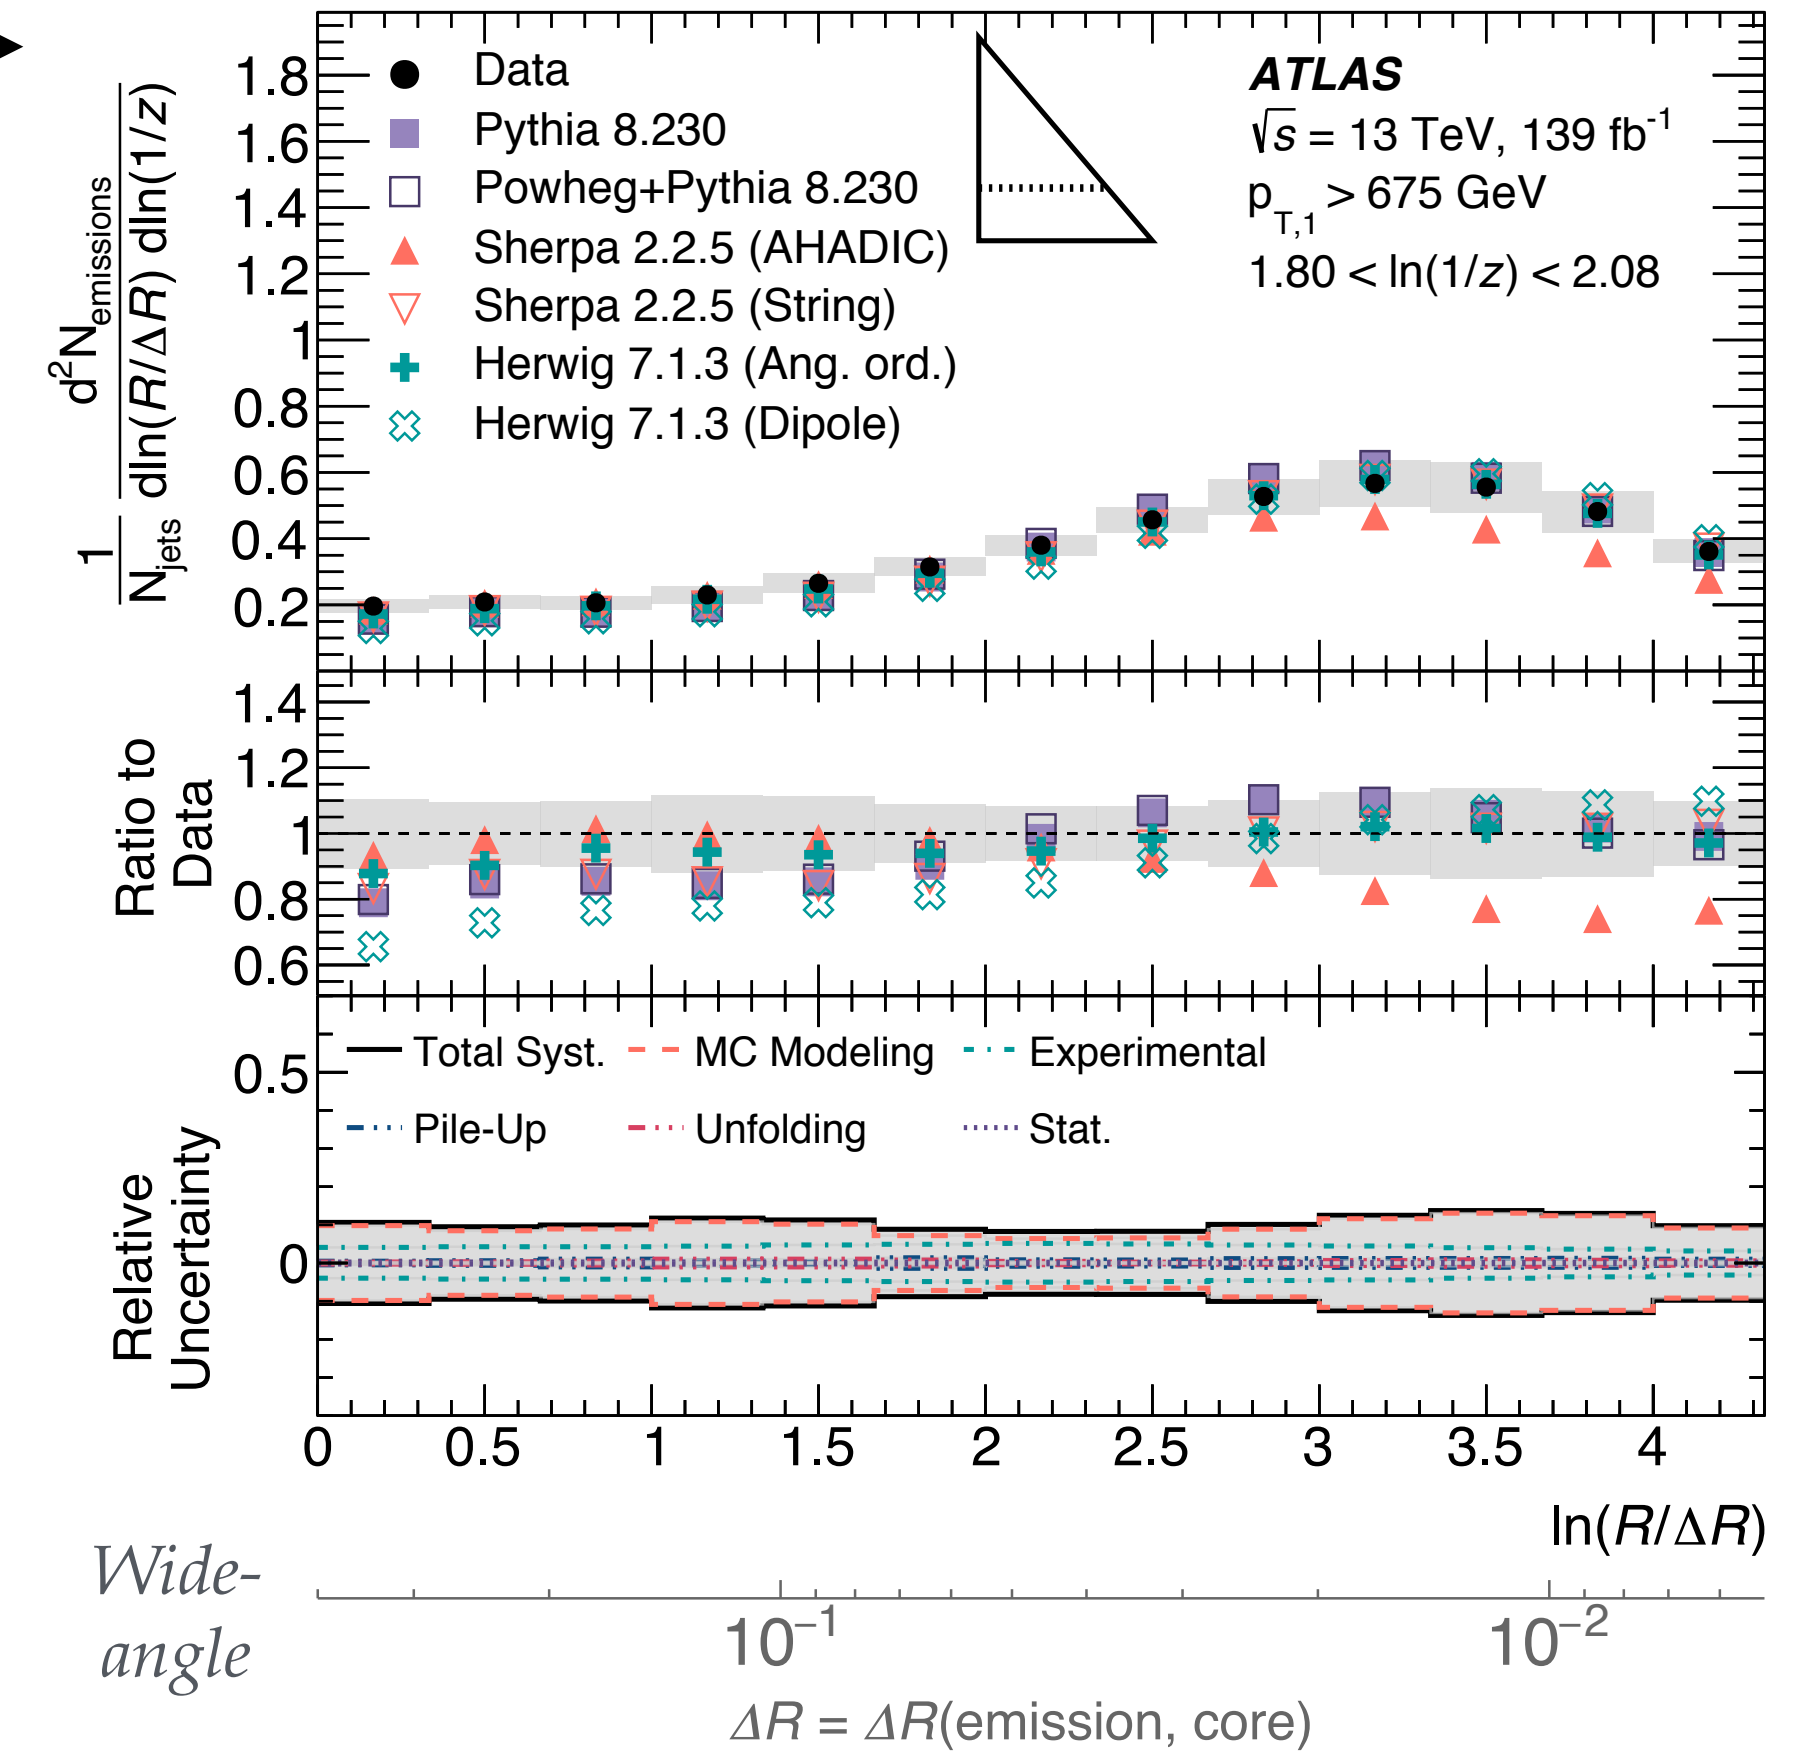 1.8
1.6
1.4
1.2
1
0.8
0.6
0.4
0.2
1/N_jets d²N_emissions / dln(R/ΔR) dln(1/z)
Data
Pythia 8.230
Powheg+Pythia 8.230
Sherpa 2.2.5 (AHADIC)
Sherpa 2.2.5 (String)
Herwig 7.1.3 (Ang. ord.)
Herwig 7.1.3 (Dipole)
ATLAS
√s = 13 TeV, 139 fb⁻¹
p_T,1 > 675 GeV
1.80 < ln(1/z) < 2.08
1.4
1.2
1
0.8
0.6
Ratio to
Data
0.5
0
Relative
Uncertainty
Total Syst. MC Modeling Experimental
Pile-Up Unfolding Stat.
0 0.5 1 1.5 2 2.5 3 3.5 4
ln(R/ΔR)
Wide-
angle
10⁻¹ 10⁻²
ΔR = ΔR(emission, core)